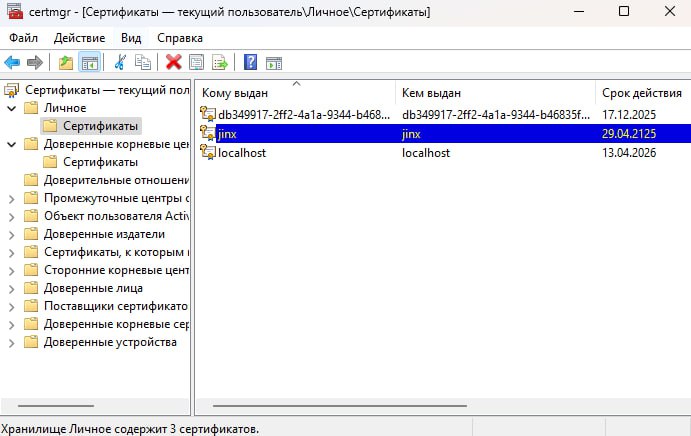 certmgr - [Сертификаты — текущий пользователь\Личное\Сертификаты]
Файл Действие Вид Справка
Сертификаты — текущий пол
Личное
Сертификаты
Доверенные корневые цен
Сертификаты
Доверительные отношени
Промежуточные центры с
Объект пользователя Activ
Доверенные издатели
Сертификаты, к которым н
Сторонние корневые цент
Доверенные лица
Поставщики сертификато
Доверенные корневые сер
Доверенные устройства
Кому выдан Кем выдан Срок действия
db349917-2ff2-4a1a-9344-b468... db349917-2ff2-4a1a-9344-b46835f... 17.12.2025
jinx jinx 29.04.2125
localhost localhost 13.04.2026
Хранилище Личное содержит 3 сертификатов.